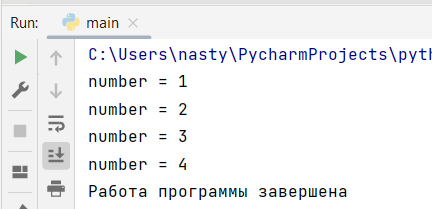 Run: main ×
C:\Users\nasty\PycharmProjects\pyth
number = 1
number = 2
number = 3
number = 4
Работа программы завершена